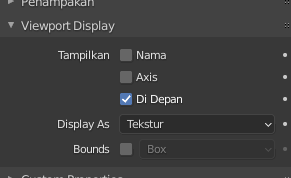 Penampakan
Viewport Display
Tampilkan Nama
Axis
Di Depan
Display As Tekstur
Bounds Box
Custom Properties